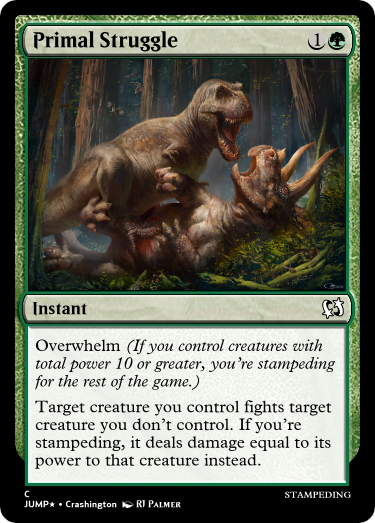 Primal Struggle 1
Instant
Overwhelm (If you control creatures with
total power 10 or greater, you're stampeding
for the rest of the game.)
Target creature you control fights target
creature you don't control. If you're
stampeding, it deals damage equal to its
power to that creature instead.
C
JUMP★ • Crashington RJ Palmer
STAMPEDING